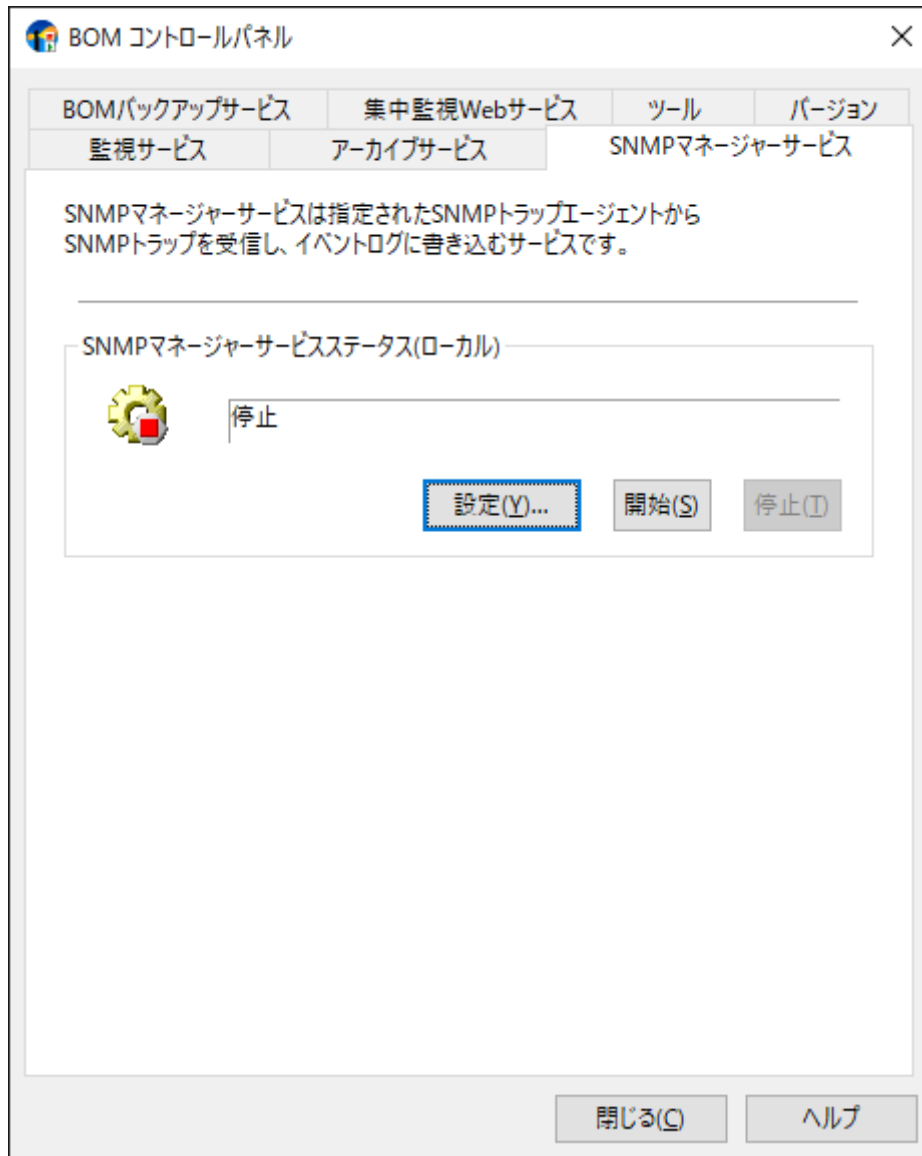 BOM コントロールパネル
BOMバックアップサービス
集中監視Webサービス
ツール
バージョン
監視サービス
アーカイブサービス
SNMPマネージャーサービス
SNMPマネージャーサービスは指定されたSNMPトラップエージェントから
SNMPトラップを受信し、イベントログに書き込むサービスです。
SNMPマネージャーサービスステータス(ローカル)
停止
設定(Y)...
開始(S)
停止(T)
閉じる(C)
ヘルプ